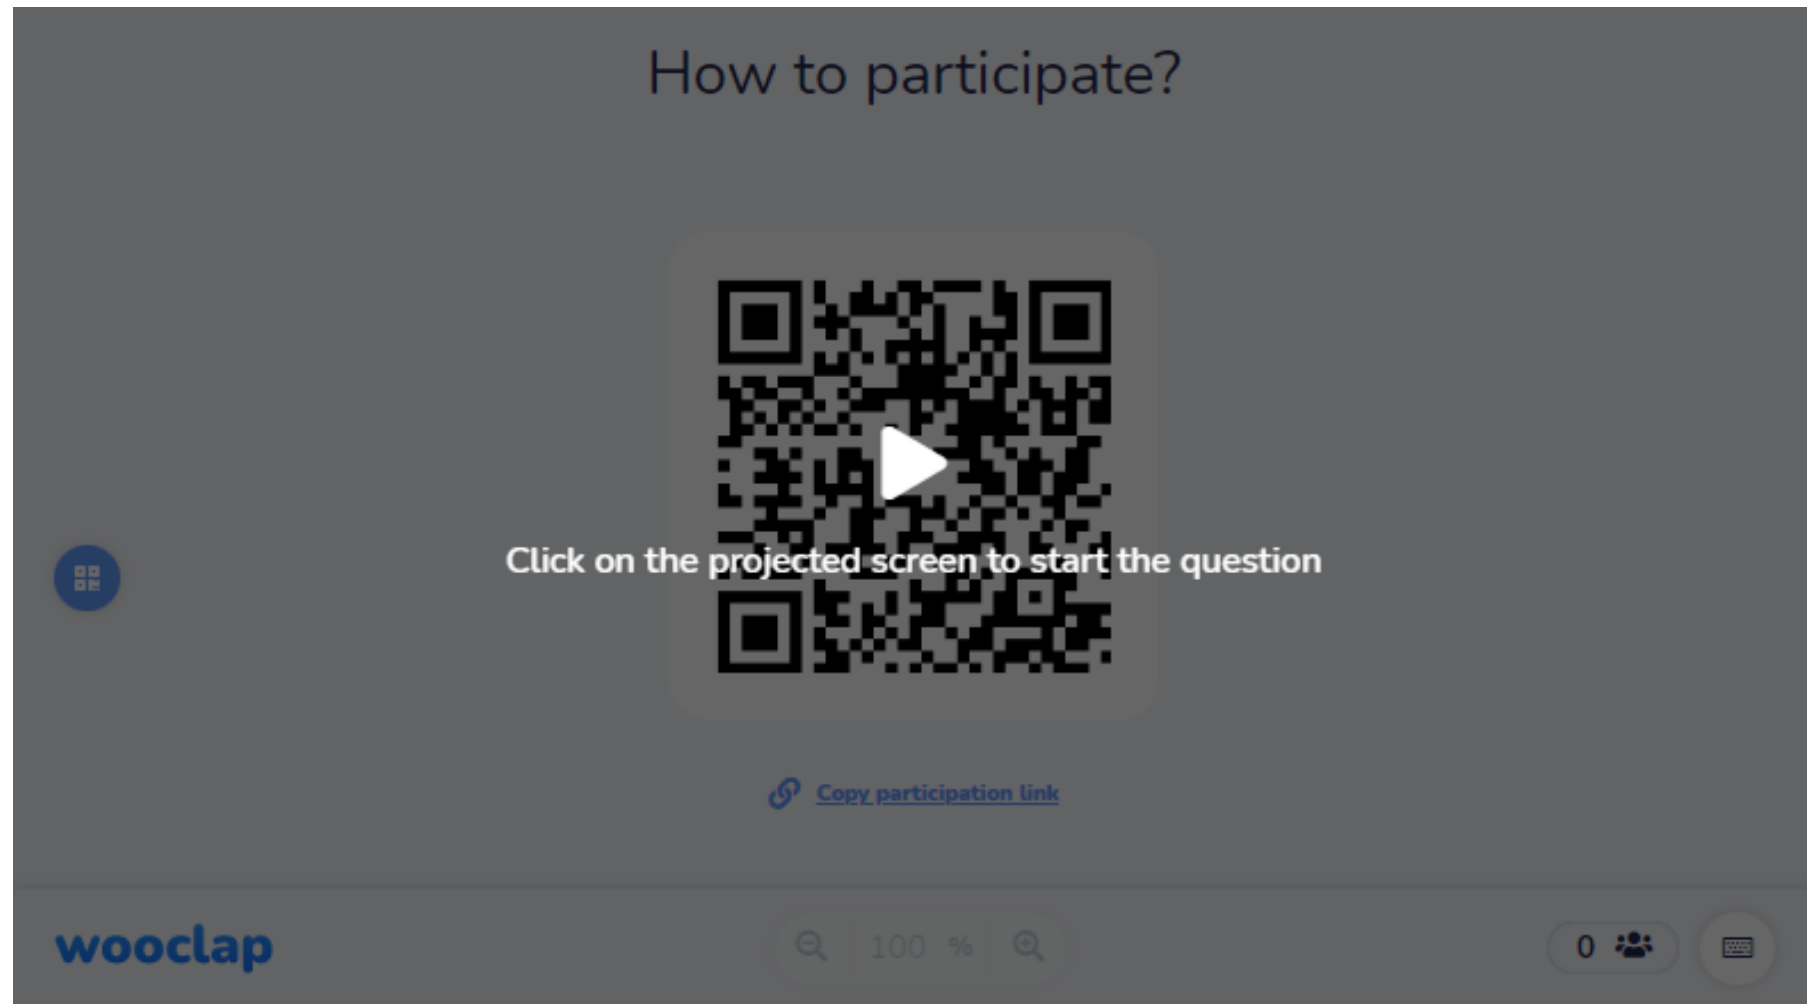 How to participate?
Click on the projected screen to start the question
Copy participation link
wooclap
100 %
0